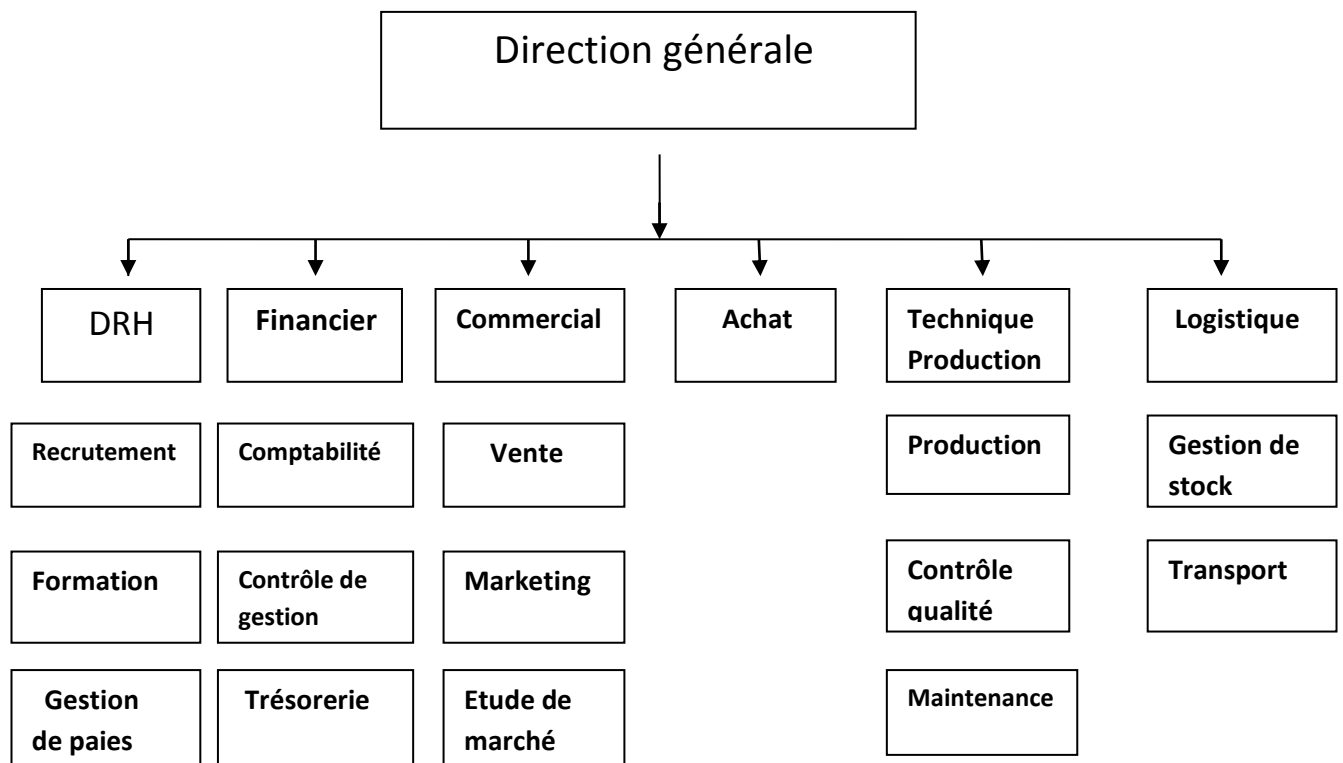 Direction générale
DRH
Financier
Commercial
Achat
Technique
Production
Logistique
Recrutement
Comptabilité
Vente
Production
Gestion de
stock
Formation
Contrôle de
gestion
Marketing
Contrôle
qualité
Transport
Gestion
de paies
Trésorerie
Etude de
marché
Maintenance